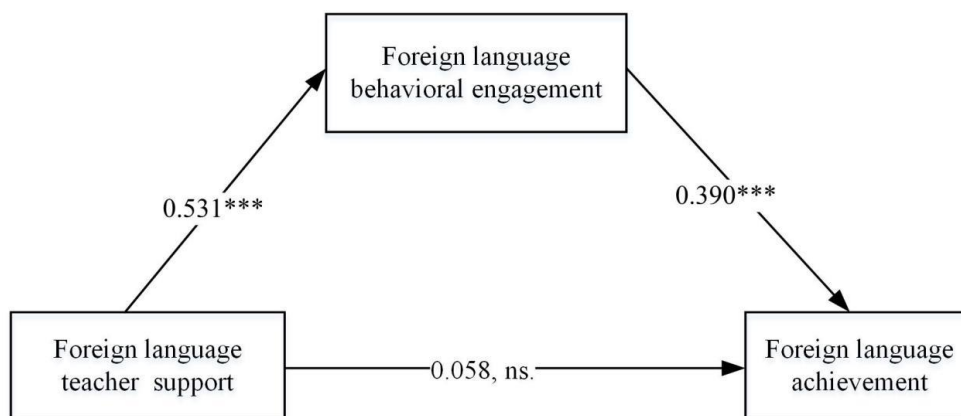 Foreign language
behavioral engagement
0.531***
0.390***
Foreign language
teacher support
0.058, ns.
Foreign language
achievement